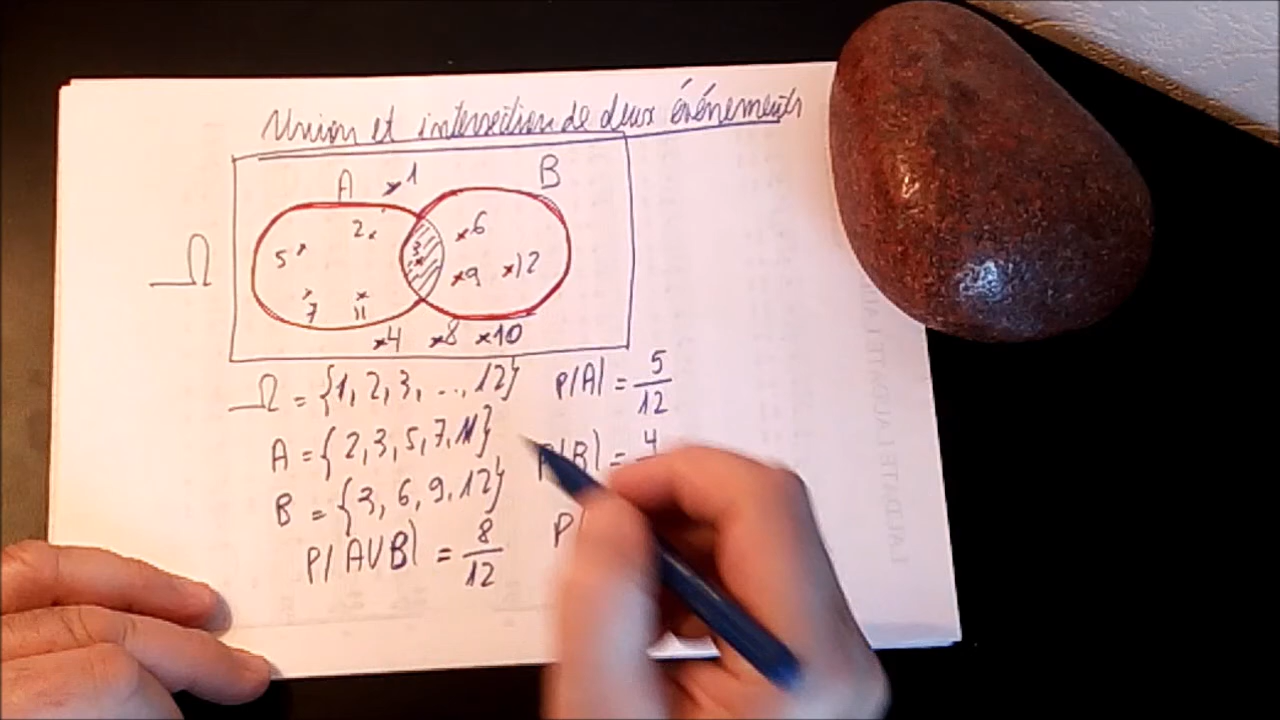 Union et intersection de deux événements
A 1 B
2 6
5 3
Ω 9 12
7 11
4 8 10
Ω = {1, 2, 3, ..., 12} P(A) = 5/12
A = {2, 3, 5, 7, 11} P(B) = 4
B = {3, 6, 9, 12}
P(A∪B) = 8/12 P